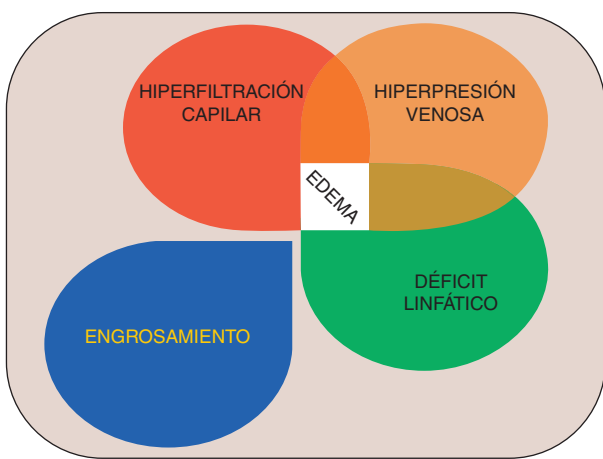 HIPERFILTRACIÓN
CAPILAR
HIPERPRESIÓN
VENOSA
EDEMA
DÉFICIT
LINFÁTICO
ENGROSAMIENTO